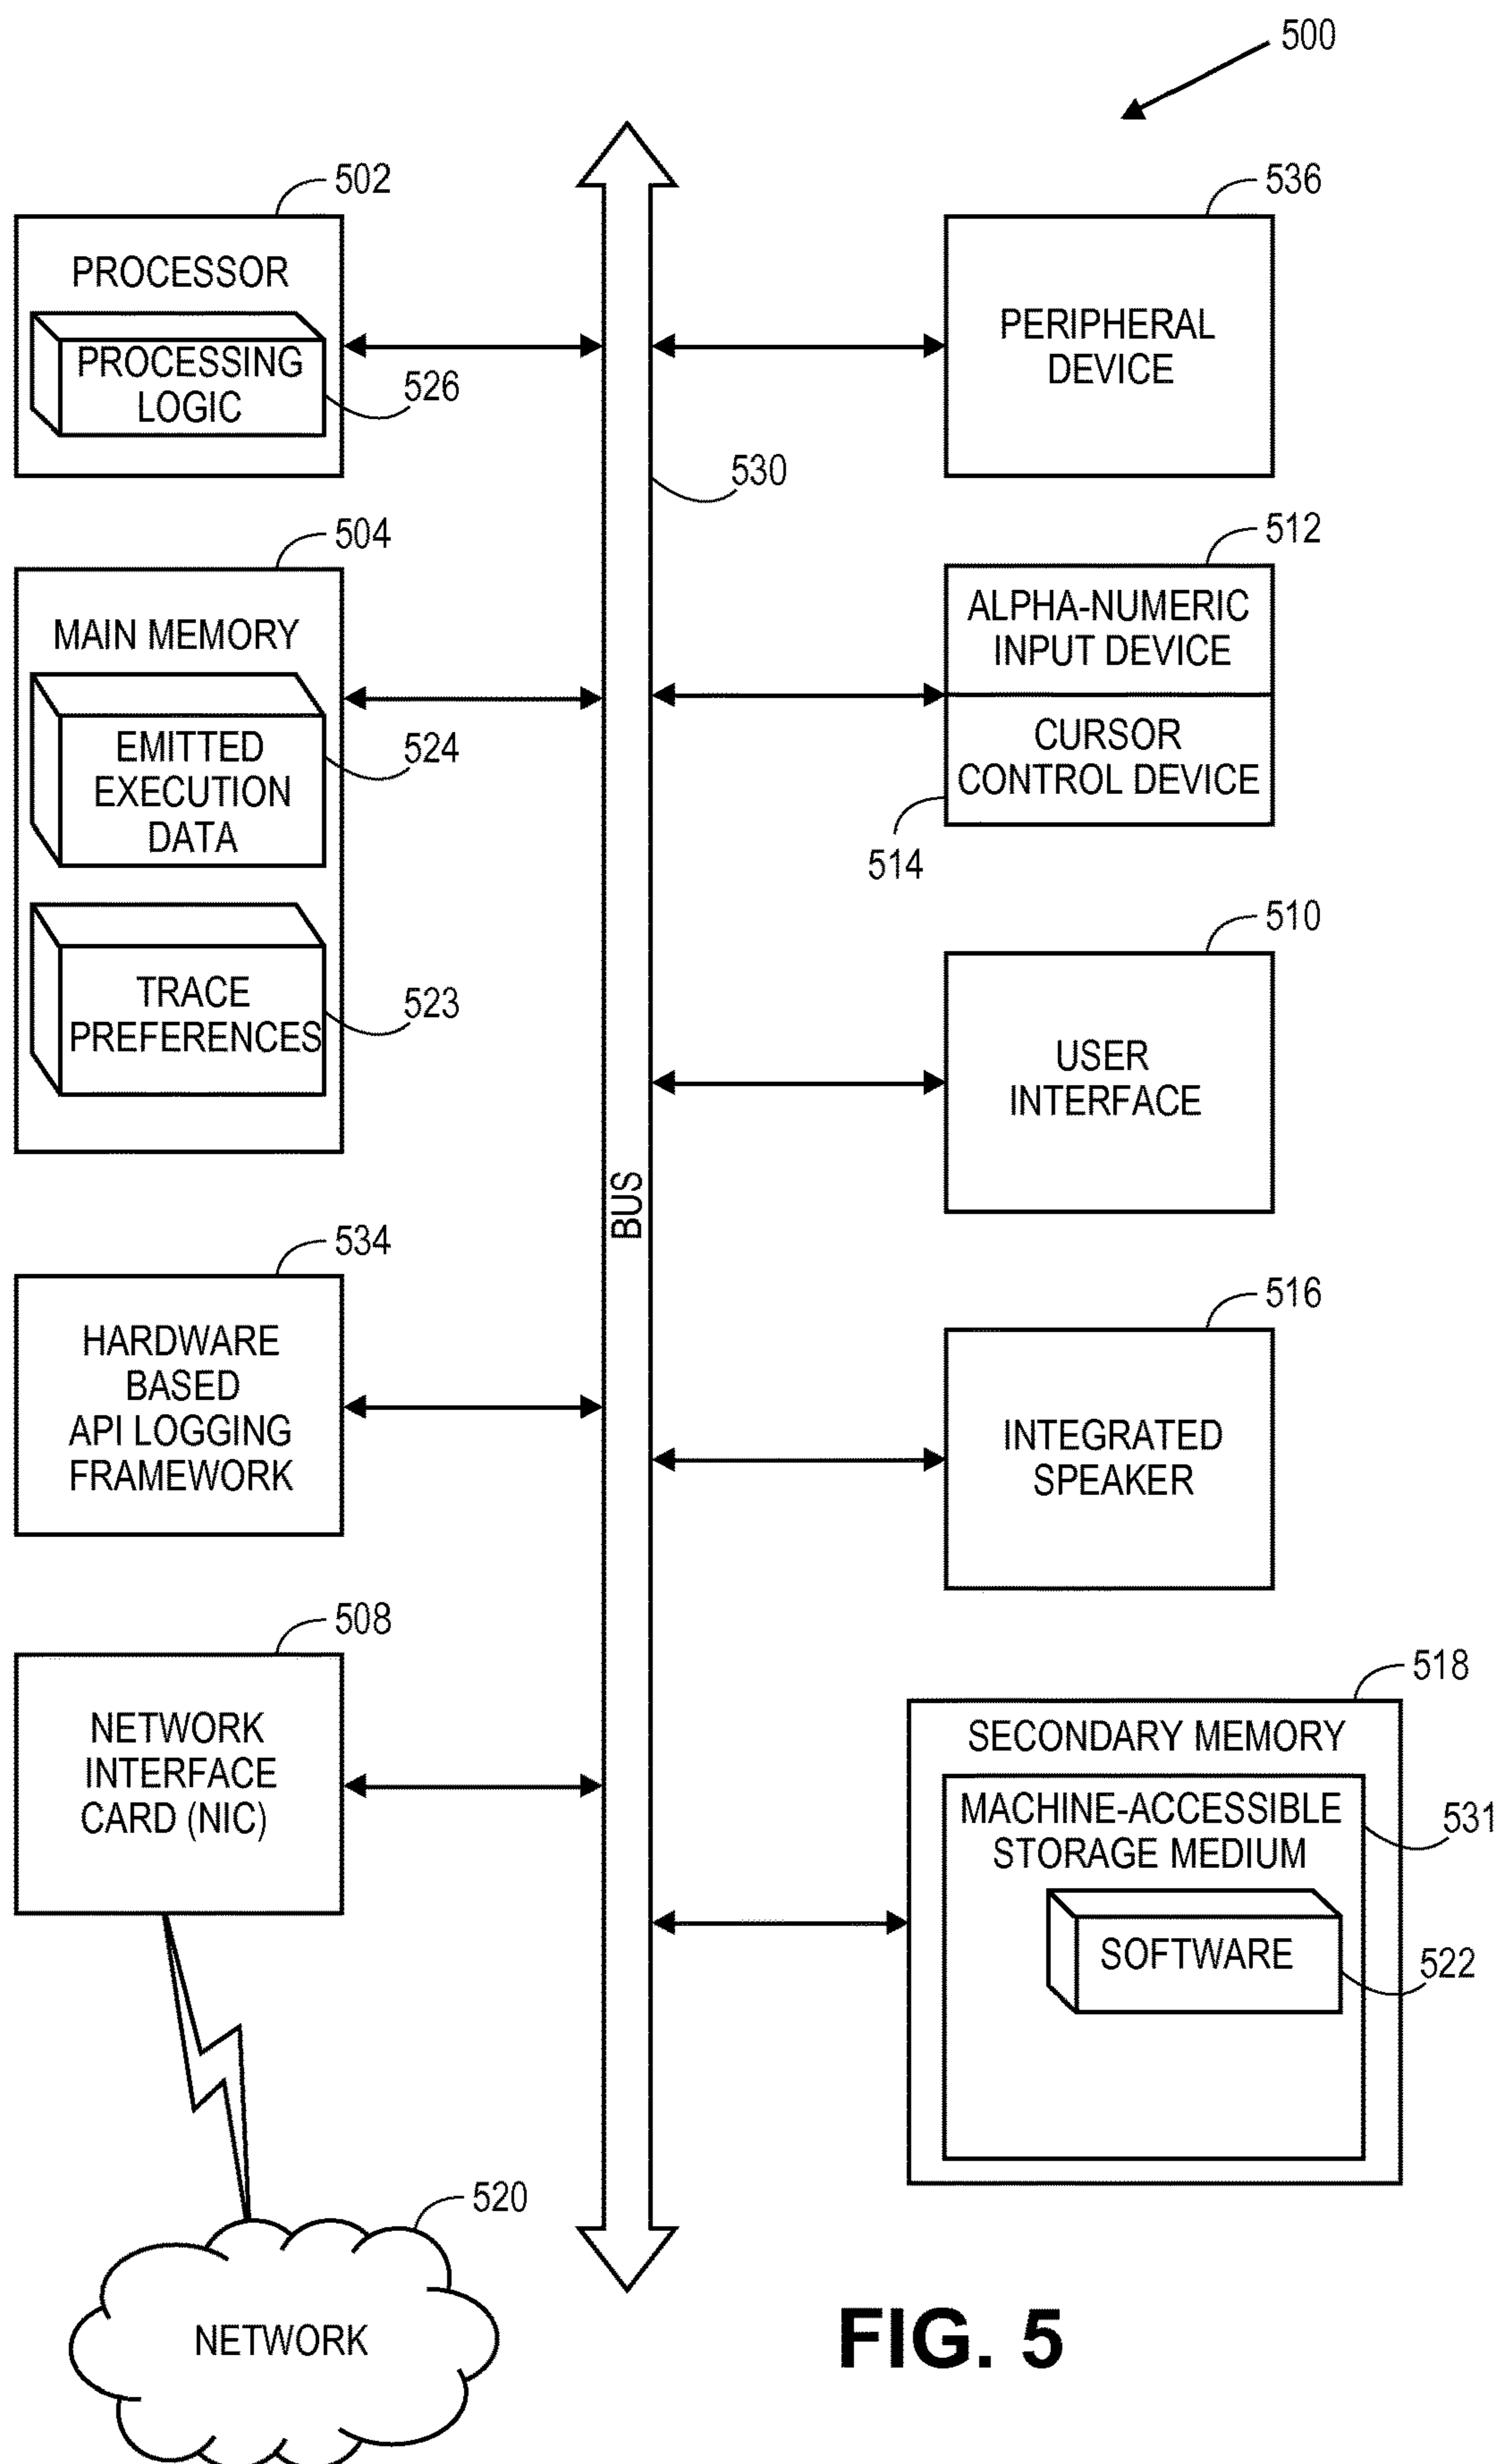 500
502
PROCESSOR
PROCESSING
LOGIC
526
536
PERIPHERAL
DEVICE
530
504
MAIN MEMORY
EMITTED
EXECUTION
DATA
524
TRACE
PREFERENCES
523
512
ALPHA-NUMERIC
INPUT DEVICE
CURSOR
CONTROL DEVICE
514
510
USER
INTERFACE
BUS
534
HARDWARE
BASED
API LOGGING
FRAMEWORK
516
INTEGRATED
SPEAKER
508
NETWORK
INTERFACE
CARD (NIC)
518
SECONDARY MEMORY
MACHINE-ACCESSIBLE
STORAGE MEDIUM
531
SOFTWARE
522
520
NETWORK
FIG. 5